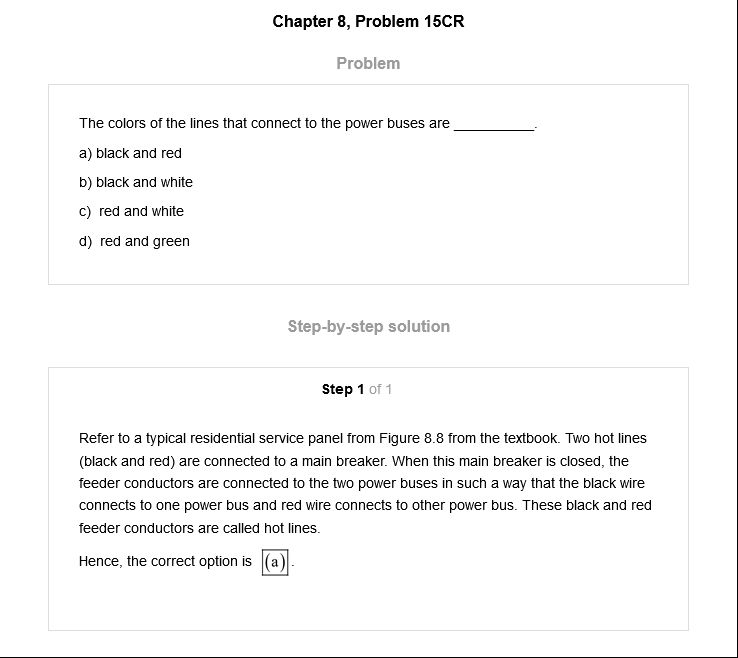 Chapter 8, Problem 15CR
Problem
The colors of the lines that connect to the power buses are __________.
a) black and red
b) black and white
c) red and white
d) red and green
Step-by-step solution
Step 1 of 1
Refer to a typical residential service panel from Figure 8.8 from the textbook. Two hot lines
(black and red) are connected to a main breaker. When this main breaker is closed, the
feeder conductors are connected to the two power buses in such a way that the black wire
connects to one power bus and red wire connects to other power bus. These black and red
feeder conductors are called hot lines.
Hence, the correct option is (a).